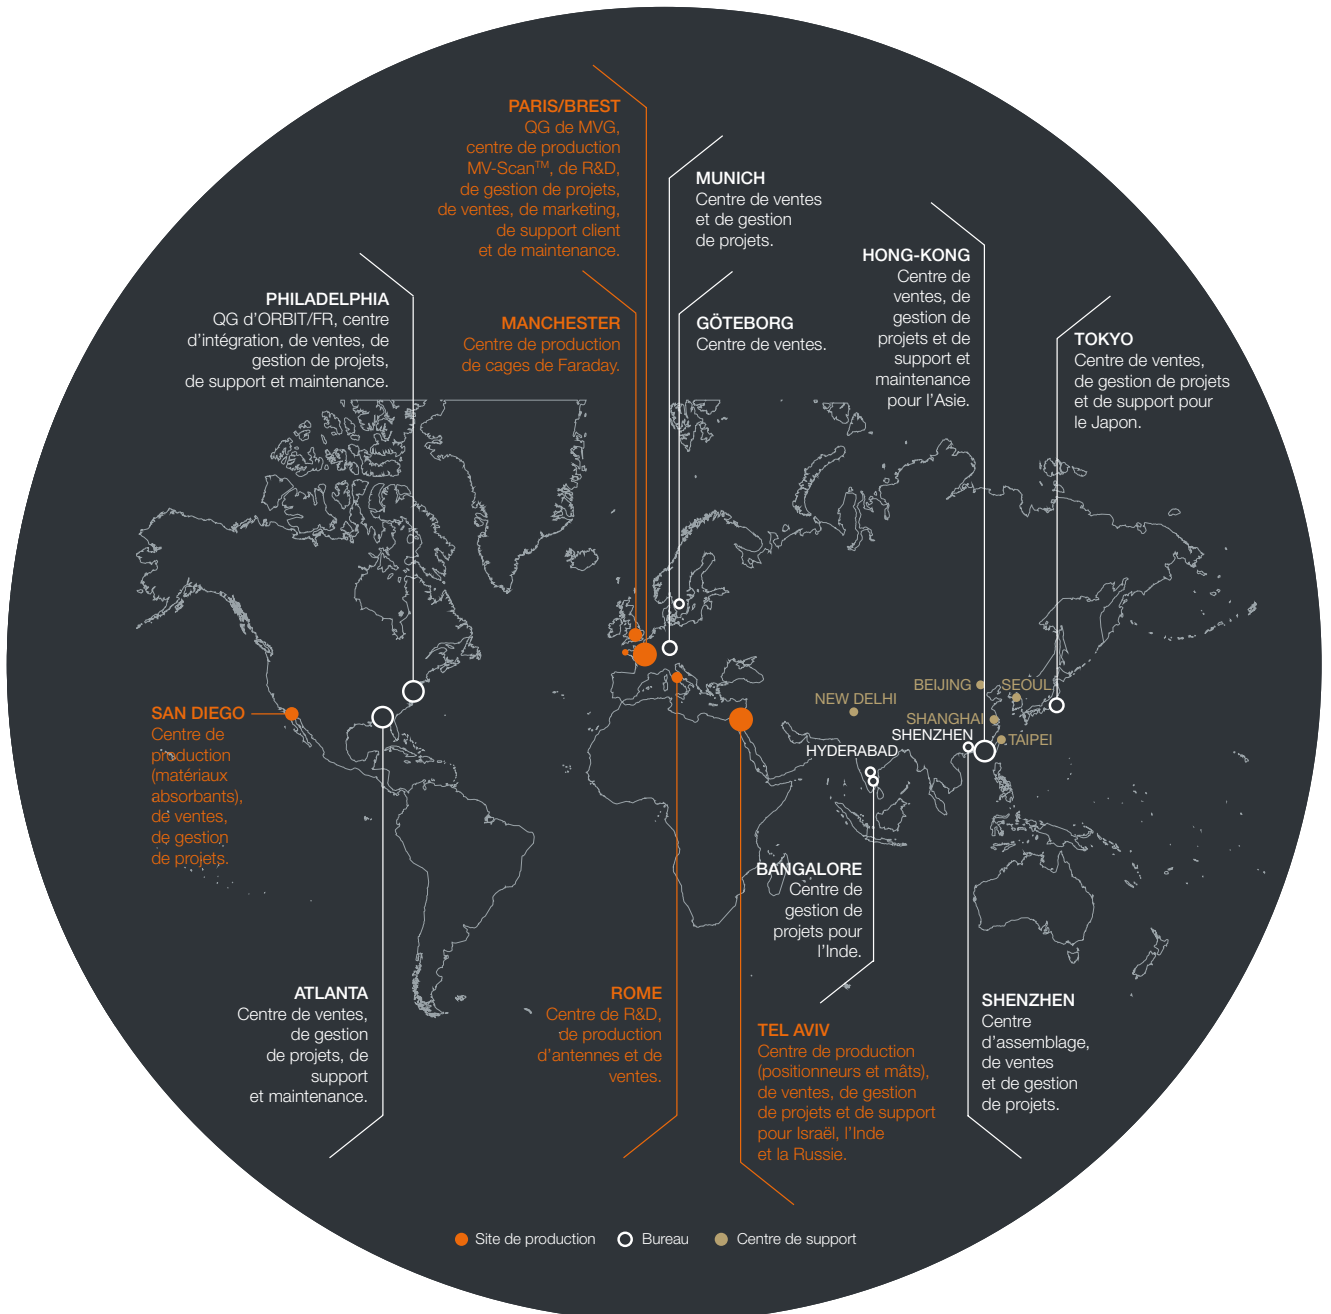 PARIS/BREST
QG de MVG,
centre de production
MV-Scan™, de R&D,
de gestion de projets,
de ventes, de marketing,
de support client
et de maintenance.
MUNICH
Centre de ventes
et de gestion
de projets.
HONG-KONG
Centre de
ventes, de
gestion de
projets et de
support et
maintenance
pour l’Asie.
PHILADELPHIA
QG d’ORBIT/FR, centre
d’intégration, de ventes, de
gestion de projets,
de support et maintenance.
MANCHESTER
Centre de production
de cages de Faraday.
GÖTEBORG
Centre de ventes.
TOKYO
Centre de ventes,
de gestion de projets
et de support pour
le Japon.
SAN DIEGO
Centre de
production
(matériaux
absorbants),
de ventes,
de gestion
de projets.
BEIJING
SEOUL
NEW DELHI
SHANGHAI
SHENZHEN
TAIPEI
HYDERABAD
BANGALORE
Centre de
gestion de
projets pour
l’Inde.
ATLANTA
Centre de ventes,
de gestion
de projets, de
support
et maintenance.
ROME
Centre de R&D,
de production
d’antennes et de
ventes.
TEL AVIV
Centre de production
(positionneurs et mâts),
de ventes, de gestion
de projets et de support
pour Israël, l’Inde
et la Russie.
SHENZHEN
Centre
d’assemblage,
de ventes
et de gestion
de projets.
Site de production
Bureau
Centre de support